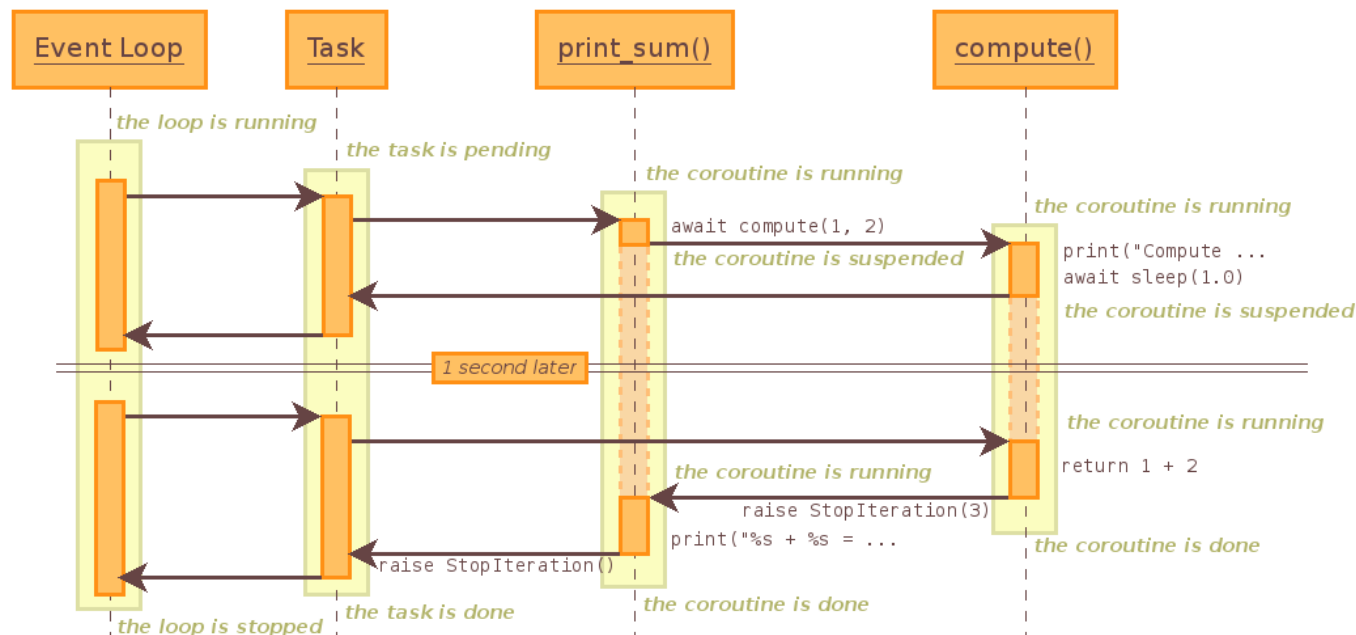 Event Loop
Task
print_sum()
compute()
the loop is running
the task is pending
the coroutine is running
the coroutine is running
await compute(1, 2)
print("Compute ...
the coroutine is suspended
await sleep(1.0)
the coroutine is suspended
1 second later
the coroutine is running
return 1 + 2
the coroutine is running
raise StopIteration(3)
print("%s + %s = ...
the coroutine is done
raise StopIteration()
the coroutine is done
the task is done
the loop is stopped